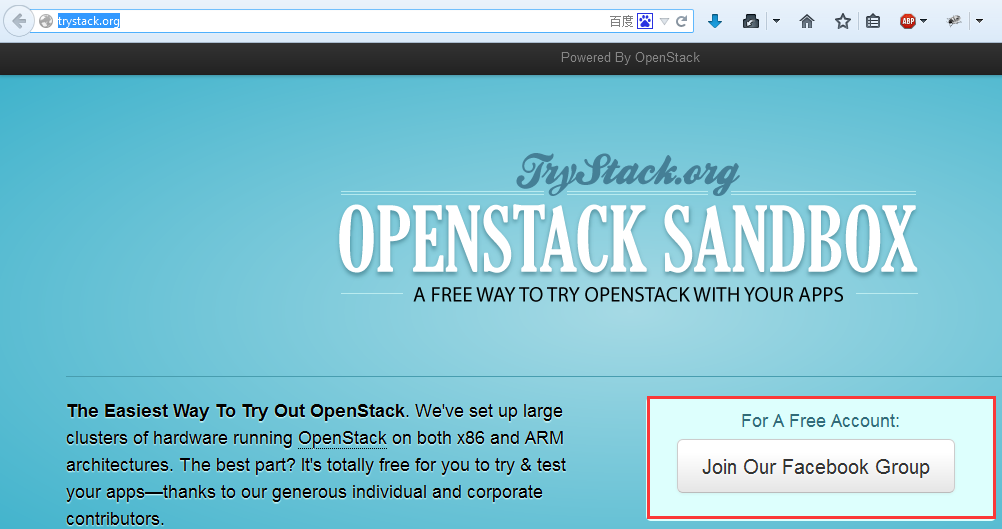 trystack.org
百度
ABP
Powered By OpenStack
TryStack.org
OPENSTACK SANDBOX
A FREE WAY TO TRY OPENSTACK WITH YOUR APPS
The Easiest Way To Try Out OpenStack. We've set up large
clusters of hardware running OpenStack on both x86 and ARM
architectures. The best part? It's totally free for you to try & test
your apps—thanks to our generous individual and corporate
contributors.
For A Free Account:
Join Our Facebook Group